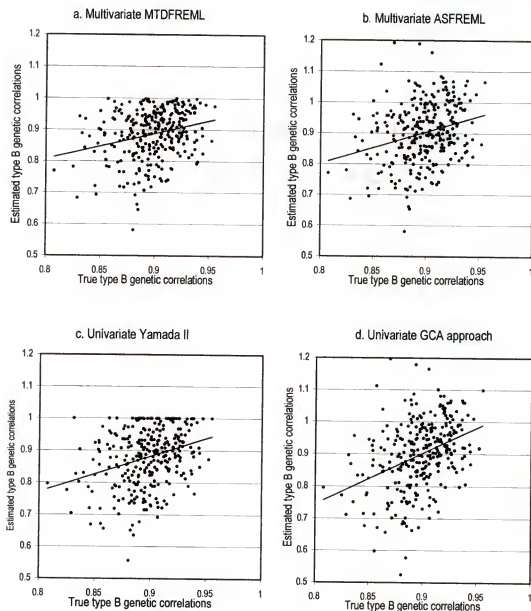 a. Multivariate MTDFREML
Estimated type B genetic correlations
1.2
1.1
1
0.9
0.8
0.7
0.6
0.5
0.8 0.85 0.9 0.95 1
True type B genetic correlations
b. Multivariate ASFREML
Estimated type B genetic correlations
1.2
1.1
1
0.9
0.8
0.7
0.6
0.5
0.8 0.85 0.9 0.95 1
True type B genetic correlations
c. Univariate Yamada II
Estimated type B genetic correlations
1.2
1.1
1
0.9
0.8
0.7
0.6
0.5
0.8 0.85 0.9 0.95 1
True type B genetic correlations
d. Univariate GCA approach
Estimated type B genetic correlations
1.2
1.1
1
0.9
0.8
0.7
0.6
0.5
0.8 0.85 0.9 0.95 1
True type B genetic correlations